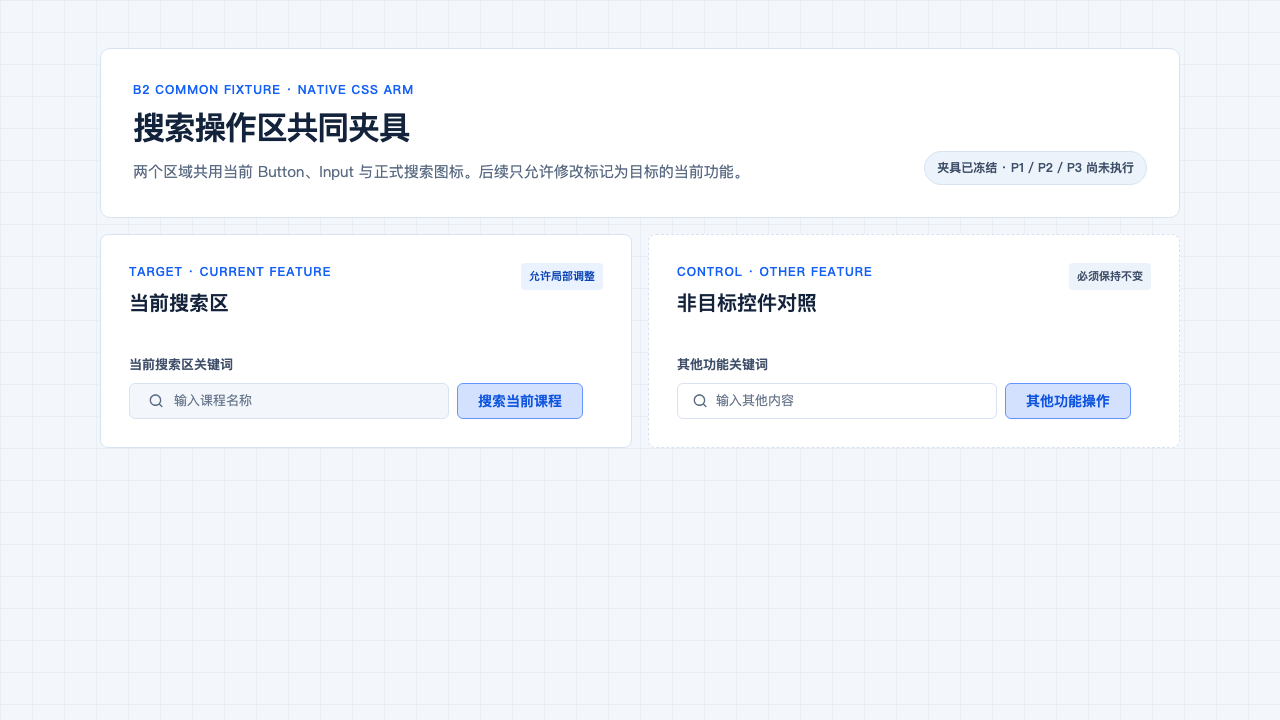 B2 COMMON FIXTURE · NATIVE CSS ARM
搜索操作区共同夹具
两个区域共用当前 Button、Input 与正式搜索图标。后续只允许修改标记为目标的当前功能。
夹具已冻结 · P1 / P2 / P3 尚未执行
TARGET · CURRENT FEATURE
允许局部调整
当前搜索区
当前搜索区关键词
输入课程名称
搜索当前课程
CONTROL · OTHER FEATURE
必须保持不变
非目标控件对照
其他功能关键词
输入其他内容
其他功能操作